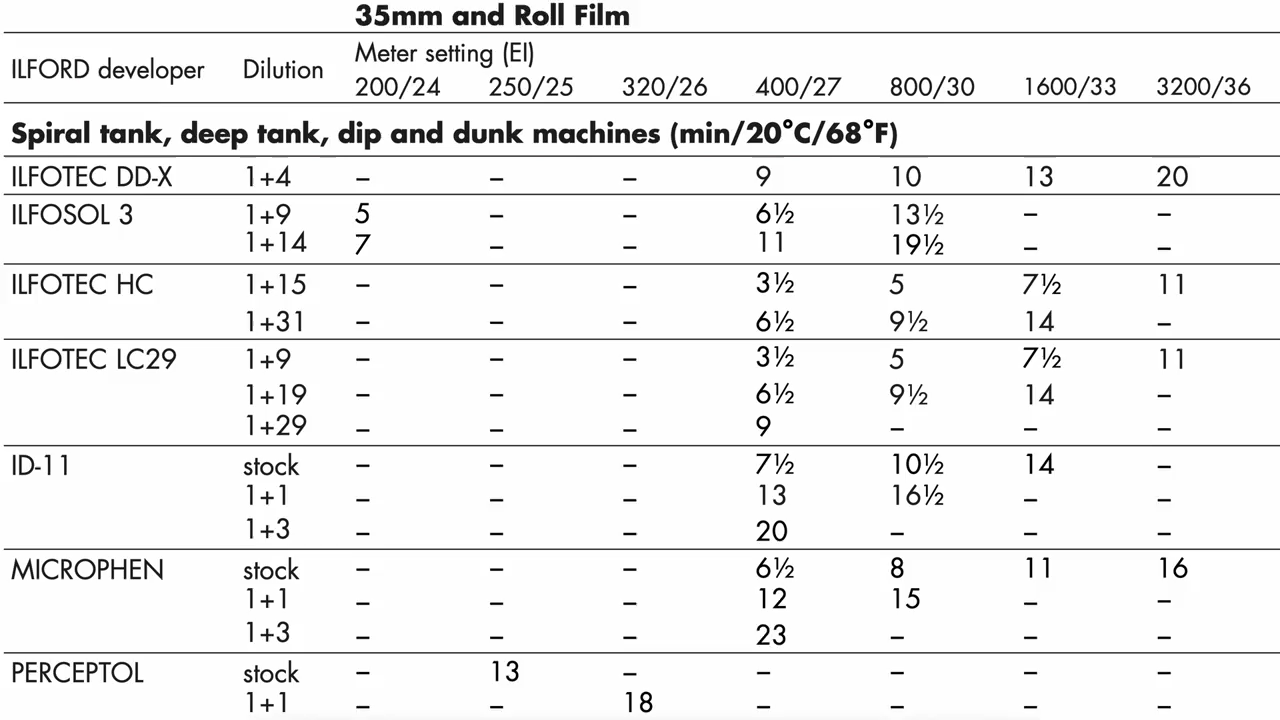 35mm and Roll Film
ILFORD developer Dilution Meter setting (EI)
200/24 250/25 320/26 400/27 800/30 1600/33 3200/36
Spiral tank, deep tank, dip and dunk machines (min/20°C/68°F)
ILFOTEC DD-X 1+4 – – – 9 10 13 20
ILFOSOL 3 1+9 5 – – 6½ 13½ – –
1+14 7 – – 11 19½ – –
ILFOTEC HC 1+15 – – – 3½ 5 7½ 11
1+31 – – – 6½ 9½ 14 –
ILFOTEC LC29 1+9 – – – 3½ 5 7½ 11
1+19 – – – 6½ 9½ 14 –
1+29 – – – 9 – – –
ID-11 stock – – – 7½ 10½ 14 –
1+1 – – – 13 16½ – –
1+3 – – – 20 – – –
MICROPHEN stock – – – 6½ 8 11 16
1+1 – – – 12 15 – –
1+3 – – – 23 – – –
PERCEPTOL stock – 13 – – – – –
1+1 – – 18 – – – –